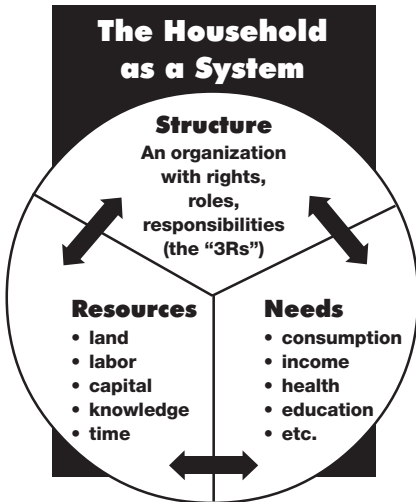 The Household
as a System
Structure
An organization
with rights,
roles,
responsibilities
(the “3Rs”)
Resources
• land
• labor
• capital
• knowledge
• time
Needs
• consumption
• income
• health
• education
• etc.